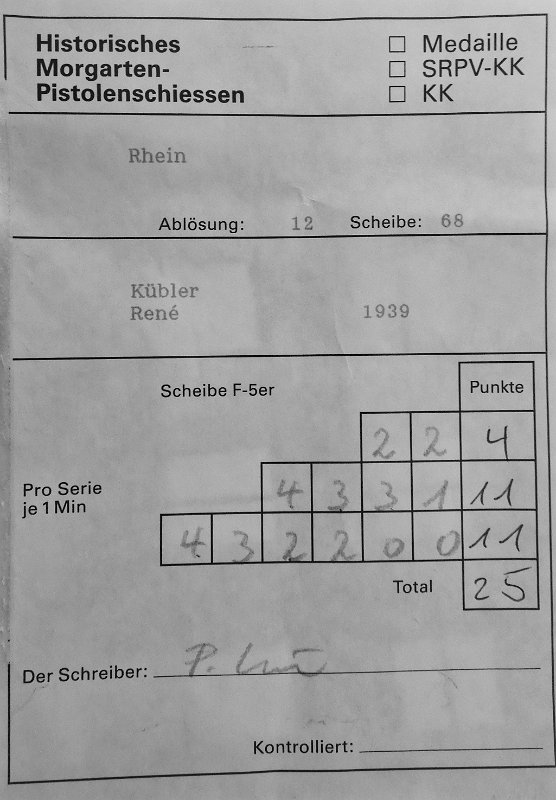 Historisches
Morgarten-
Pistolenschiessen
Medaille
SRPV-KK
KK
Rhein
Ablösung: 12 Scheibe: 68
Kübler
René 1939
Scheibe F-5er Punkte
2 2 4
Pro Serie
je 1 Min
4 3 3 1 11
4 3 2 2 0 0 11
Total 25
Der Schreiber: P.
Kontrolliert: